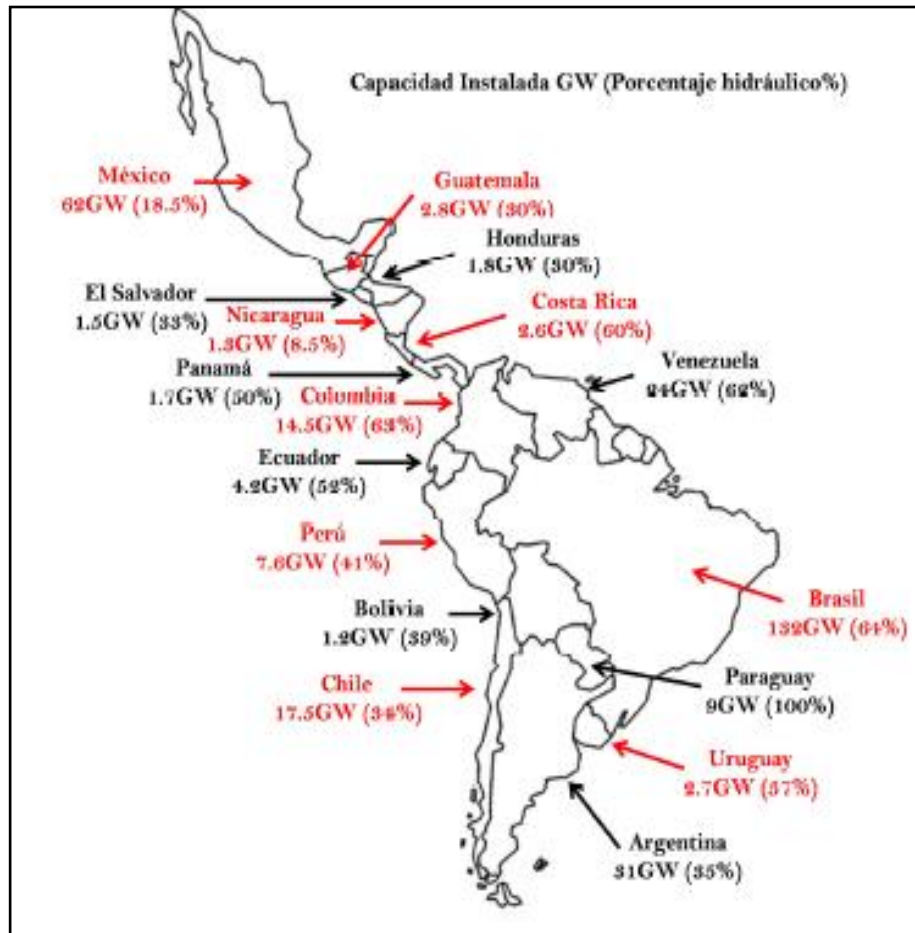 Capacidad Instalada GW (Porcentaje hidráulico%)
México
62GW (18.5%)
Guatemala
2.8GW (30%)
Honduras
1.8GW (30%)
El Salvador
1.5GW (33%)
Nicaragua
1.3GW (8.5%)
Costa Rica
2.6GW (60%)
Panamá
1.7GW (50%)
Venezuela
24GW (62%)
Colombia
14.5GW (63%)
Ecuador
4.2GW (52%)
Perú
7.6GW (41%)
Bolivia
1.2GW (39%)
Brasil
132GW (64%)
Chile
17.5GW (34%)
Paraguay
9GW (100%)
Uruguay
2.7GW (57%)
Argentina
31GW (35%)